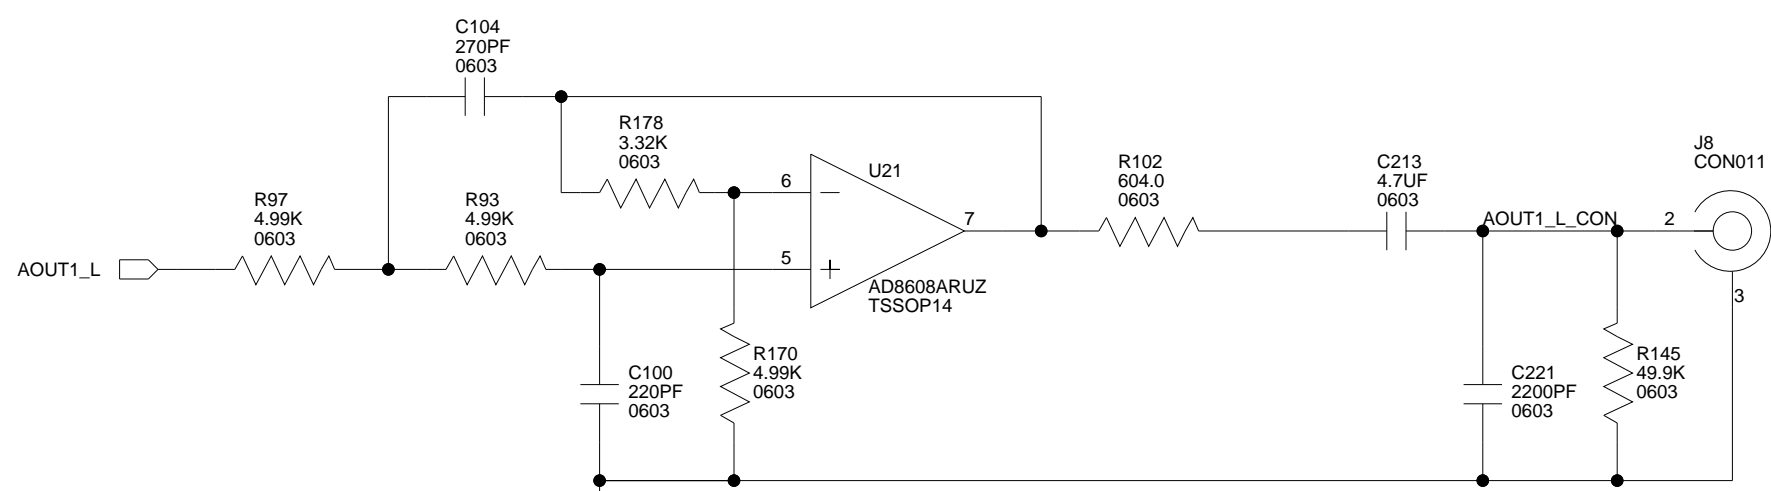 C104
270PF
0603
R178
3.32K
0603
U21
6
R97
4.99K
0603
R93
4.99K
0603
5
7
AD8608ARUZ
TSSOP14
R102
604.0
0603
C213
4.7UF
0603
J8
CON011
AOUT1_L_CON
2
3
AOUT1_L
C100
220PF
0603
R170
4.99K
0603
C221
2200PF
0603
R145
49.9K
0603